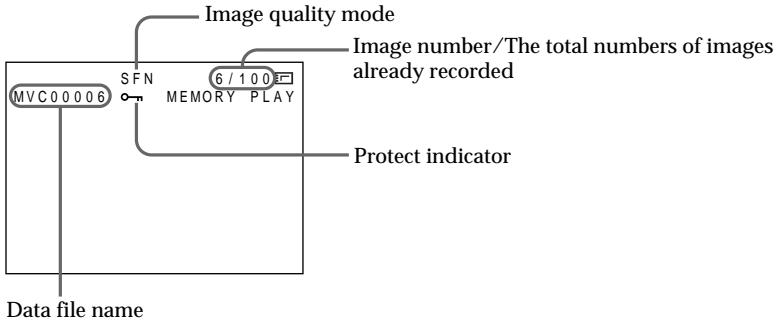 Image quality mode
Image number/The total numbers of images
already recorded
SFN 6/100
MVC00006 MEMORY PLAY
Protect indicator
Data file name